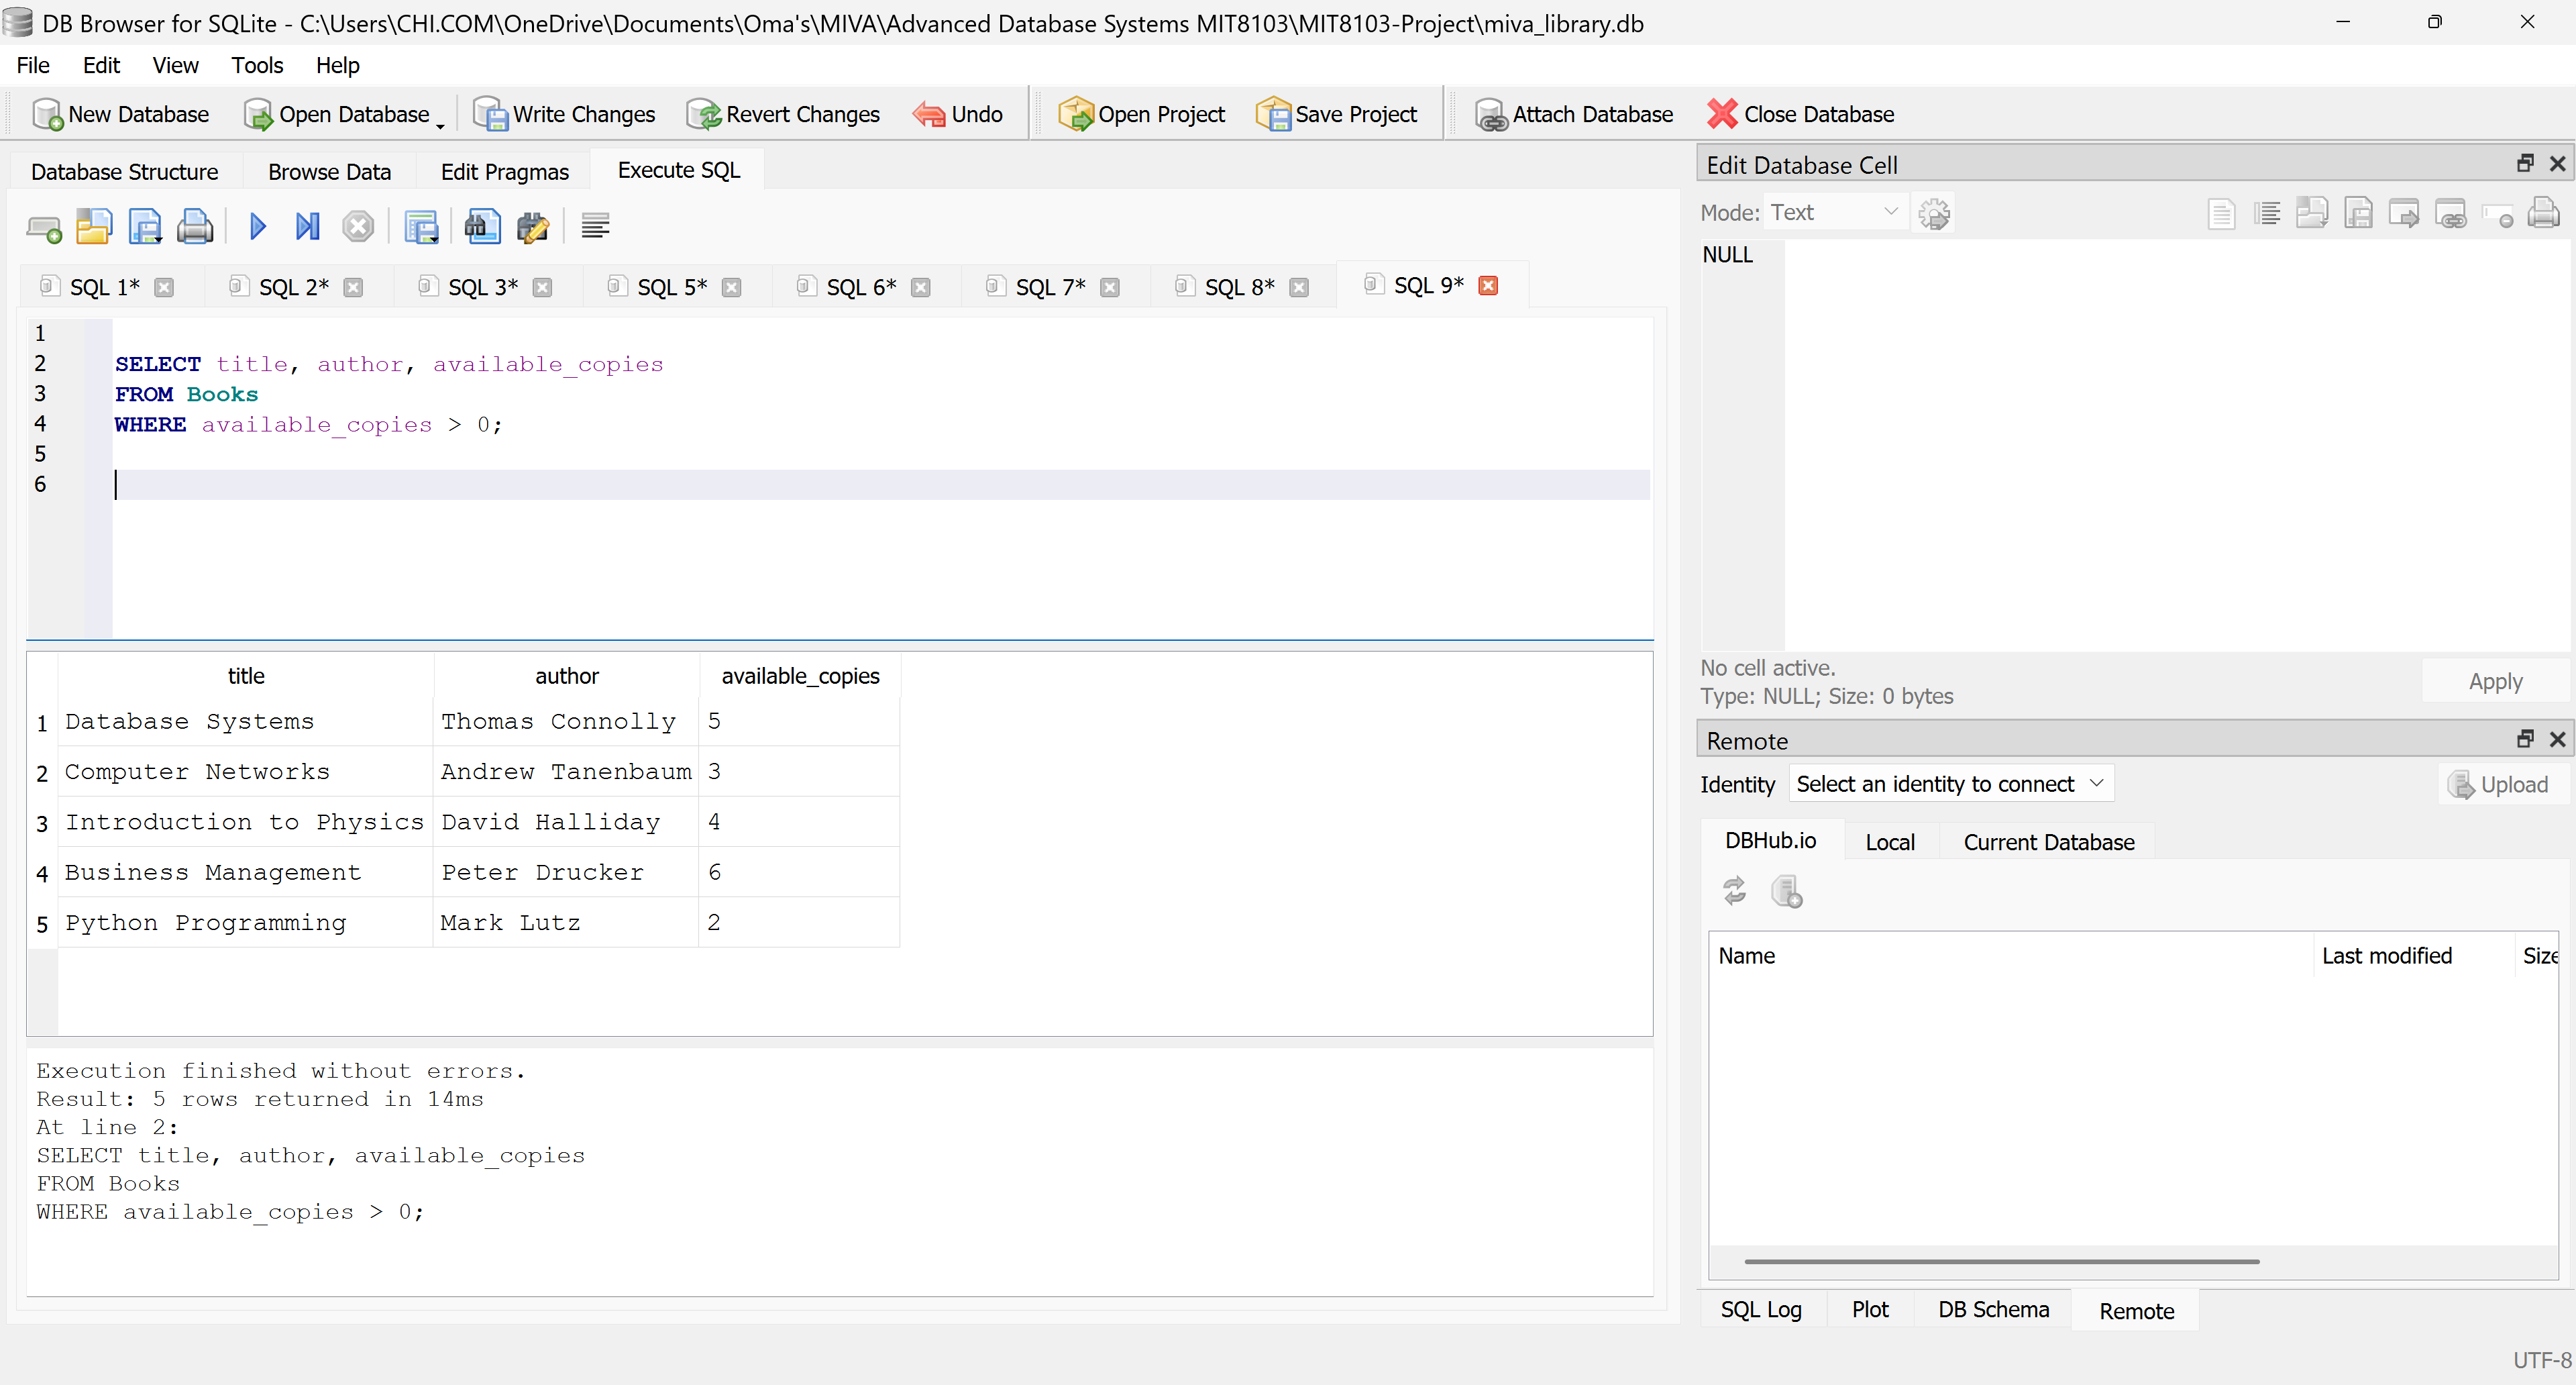 DB Browser for SQLite - C:\Users\CHI.COM\OneDrive\Documents\Oma's\MIVA\Advanced Database Systems MIT8103\MIT8103-Project\miva_library.db
File Edit View Tools Help
New Database Open Database Write Changes Revert Changes Undo Open Project Save Project Attach Database Close Database
Database Structure Browse Data Edit Pragmas Execute SQL
SQL 1* SQL 2* SQL 3* SQL 5* SQL 6* SQL 7* SQL 8* SQL 9*
1
2 SELECT title, author, available_copies
3 FROM Books
4 WHERE available_copies > 0;
5
6
title author available_copies
1 Database Systems Thomas Connolly 5
2 Computer Networks Andrew Tanenbaum 3
3 Introduction to Physics David Halliday 4
4 Business Management Peter Drucker 6
5 Python Programming Mark Lutz 2
Execution finished without errors.
Result: 5 rows returned in 14ms
At line 2:
SELECT title, author, available_copies
FROM Books
WHERE available_copies > 0;
Edit Database Cell
Mode: Text
NULL
No cell active.
Type: NULL; Size: 0 bytes
Apply
Remote
Identity Select an identity to connect Upload
DBHub.io Local Current Database
Name Last modified Size
SQL Log Plot DB Schema Remote
UTF-8